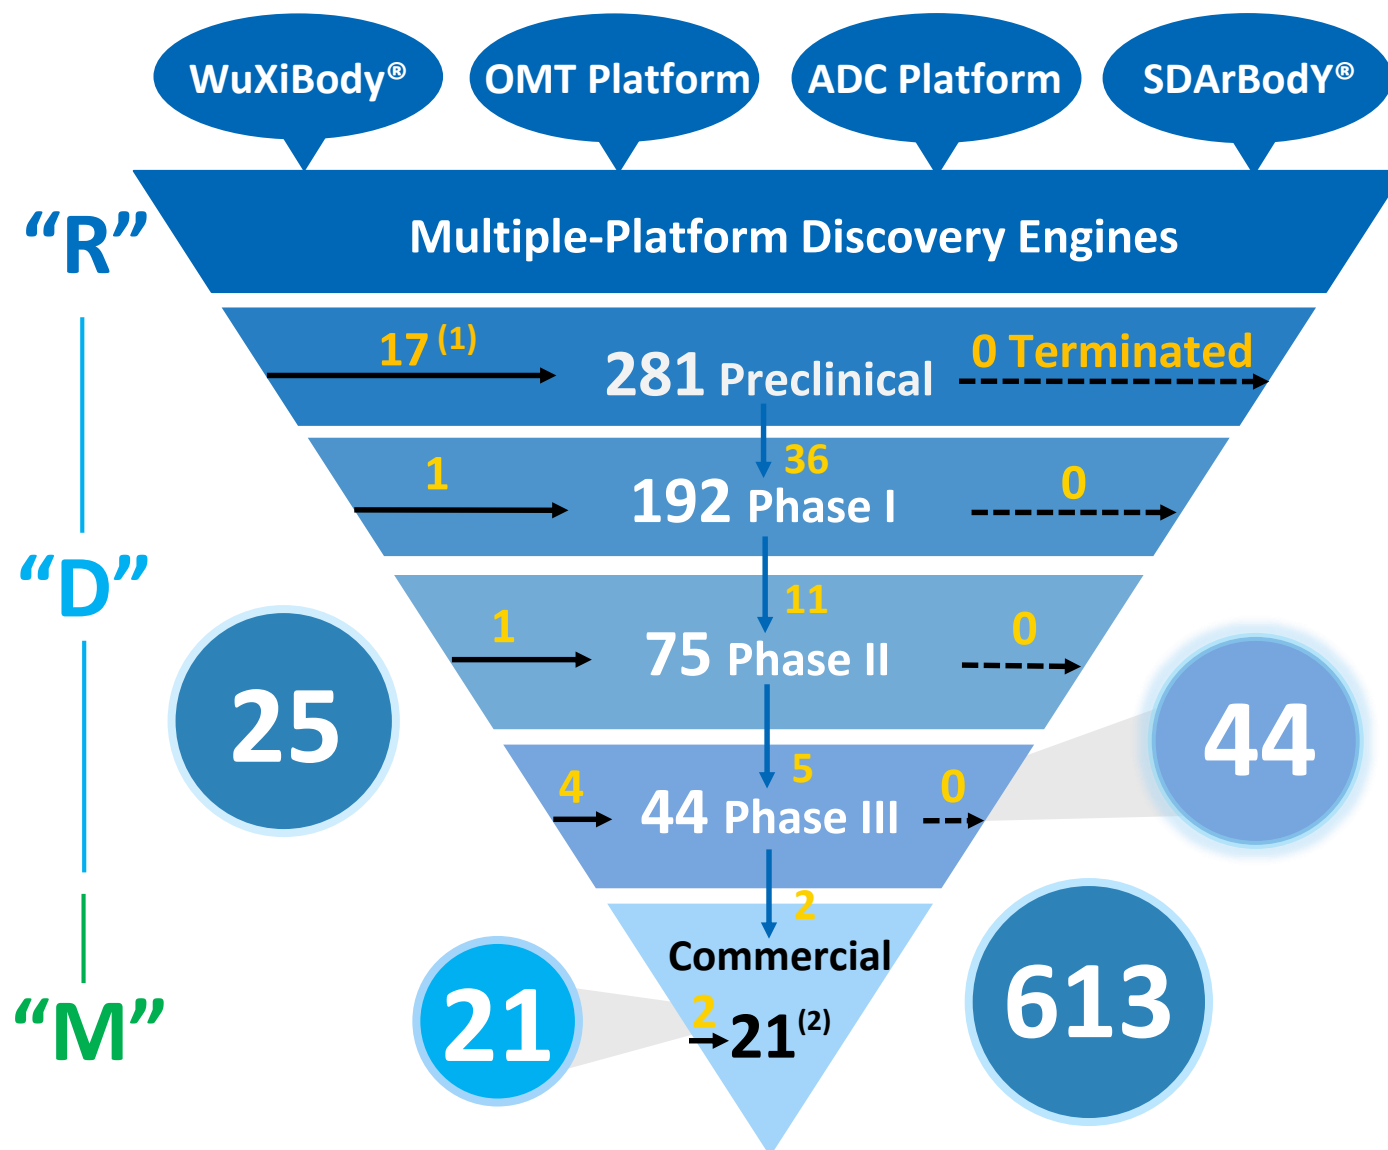 WuXiBody®
OMT Platform
ADC Platform
SDArBodY®
“R”
Multiple-Platform Discovery Engines
17 (1)
281 Preclinical
0 Terminated
36
1
192 Phase I
0
“D”
11
1
75 Phase II
0
25
44
5
4
44 Phase III
0
2
Commercial
613
“M”
21
2
21(2)